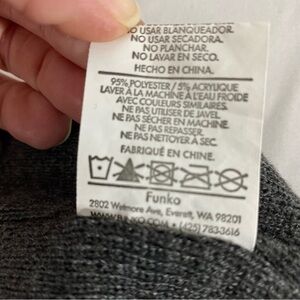 NO USAR BLANQUEADOR.
NO USAR SECADORA.
NO PLANCHAR.
NO LAVAR EN SECO.
HECHO EN CHINA.
95% POLYESTER / 5% ACRYLIQUE
LAVER À LA MACHINE À L'EAU FROIDE
AVEC COULEURS SIMILAIRES.
NE PAS UTILISER DE JAVEL.
NE PAS SÉCHER EN MACHINE.
NE PAS REPASSER.
NE PAS NETTOYER À SEC.
FABRIQUÉ EN CHINE.
Funko
2802 Wetmore Ave, Everett, WA 98201
WWW.FUNKO.COM • (425) 783-3616